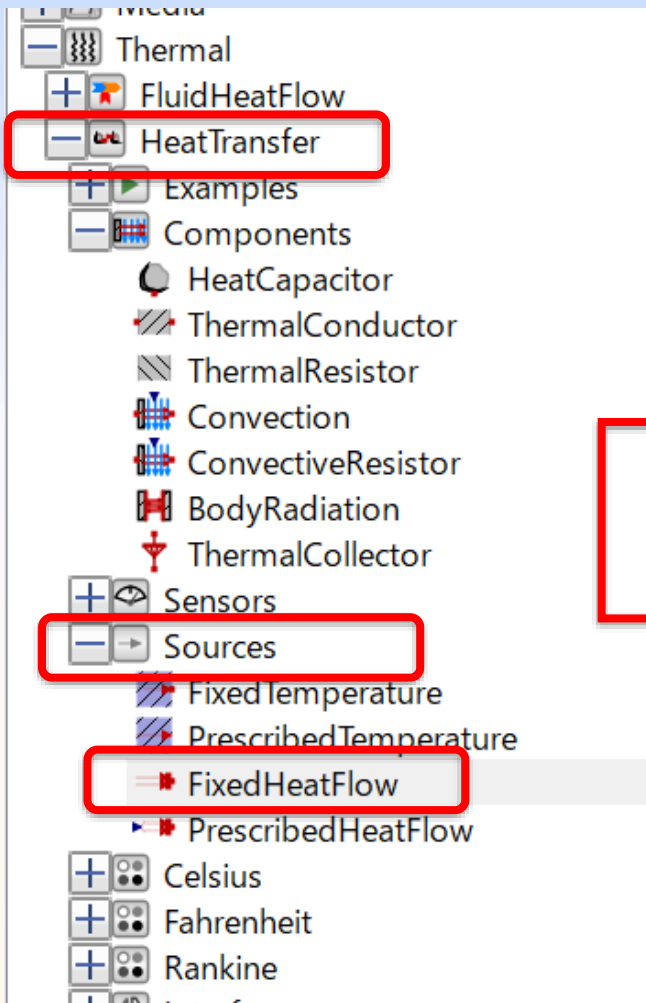 Media
Thermal
FluidHeatFlow
HeatTransfer
Examples
Components
HeatCapacitor
ThermalConductor
ThermalResistor
Convection
ConvectiveResistor
BodyRadiation
ThermalCollector
Sensors
Sources
FixedTemperature
PrescribedTemperature
FixedHeatFlow
PrescribedHeatFlow
Celsius
Fahrenheit
Rankine